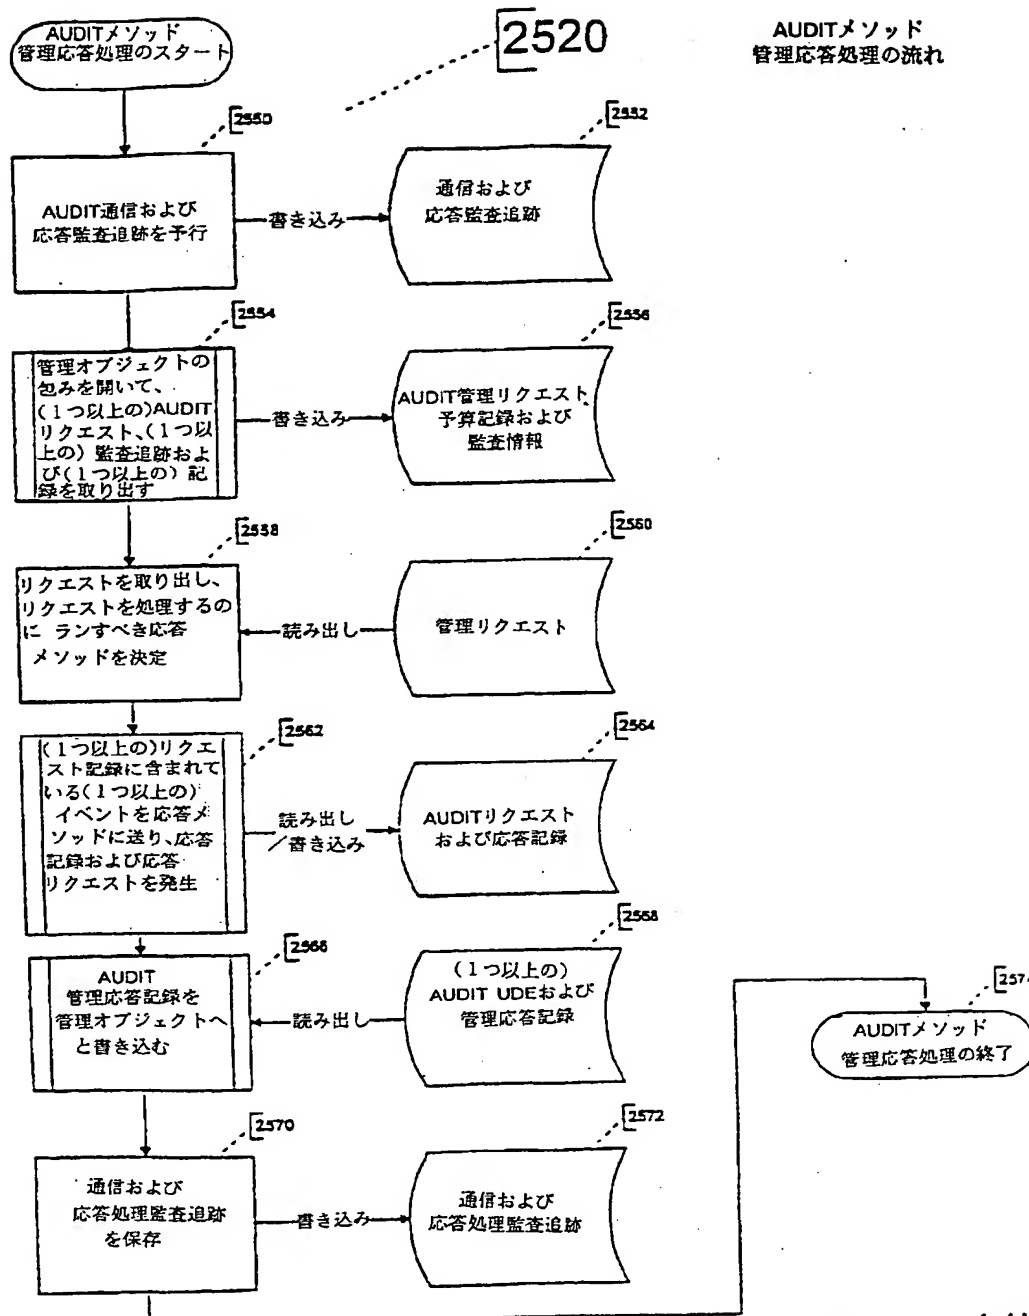 AUDITメソッド
管理応答処理のスタート
2520
AUDITメソッド
管理応答処理の流れ
2550
AUDIT通信および
応答監査追跡を予行
書き込み
2552
通信および
応答監査追跡
2554
管理オブジェクトの
包みを開いて、
(1つ以上の)AUDIT
リクエスト、(1つ以
上の) 監査追跡およ
び(1つ以上の) 記
録を取り出す
書き込み
2556
AUDIT管理リクエスト
予算記録および
監査情報
2558
リクエストを取り出し、
リクエストを処理するの
に ランすべき応答
メソッドを決定
読み出し
2560
管理リクエスト
2562
(1つ以上の)リクエ
スト記録に含まれて
いる(1つ以上の)
イベントを応答メ
ソッドに送り、応答
記録および応答
リクエストを発生
読み出し
/書き込み
2564
AUDITリクエスト
および応答記録
2566
AUDIT
管理応答記録を
管理オブジェクトへ
と書き込む
読み出し
2568
(1つ以上の)
AUDIT UDEおよび
管理応答記録
2570
通信および
応答処理監査追跡
を保存
書き込み
2572
通信および
応答処理監査追跡
2574
AUDITメソッド
管理応答処理の終了